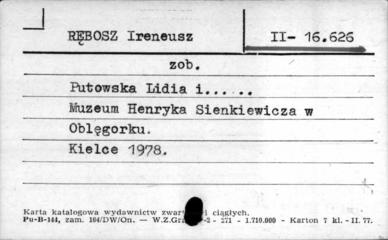 RĘBOSZ Ireneusz
II- 16.626
zob.
Putowska Lidia i... ...
Muzeum Henryka Sienkiewicza w
Oblęgorku.
Kielce 1978.
Karta katalogowa wydawnictw ciągłych.
Pu-B-144, zam. 104/DW/On. — W.Z.Gr 271 - 1.710.000 - Karton 7 kl. - II. 77.